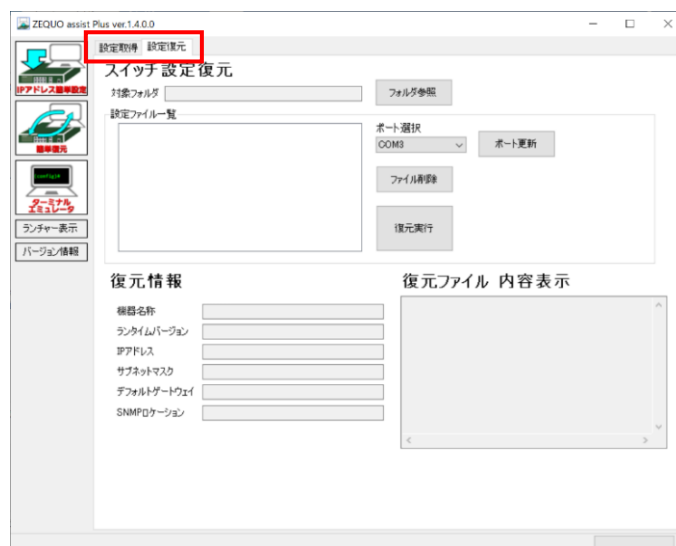 ZEQUO assist Plus ver.1.4.0.0
設定取得 設定復元
IPアドレス簡単設定
簡単復元
ターミナル
エミュレータ
ランチャー表示
バージョン情報
スイッチ設定復元
対象フォルダ
フォルダ参照
設定ファイル一覧
ポート選択
COM3
ポート更新
ファイル削除
復元実行
復元情報
機器名称
ランタイムバージョン
IPアドレス
サブネットマスク
デフォルトゲートウェイ
SNMPロケーション
復元ファイル 内容表示